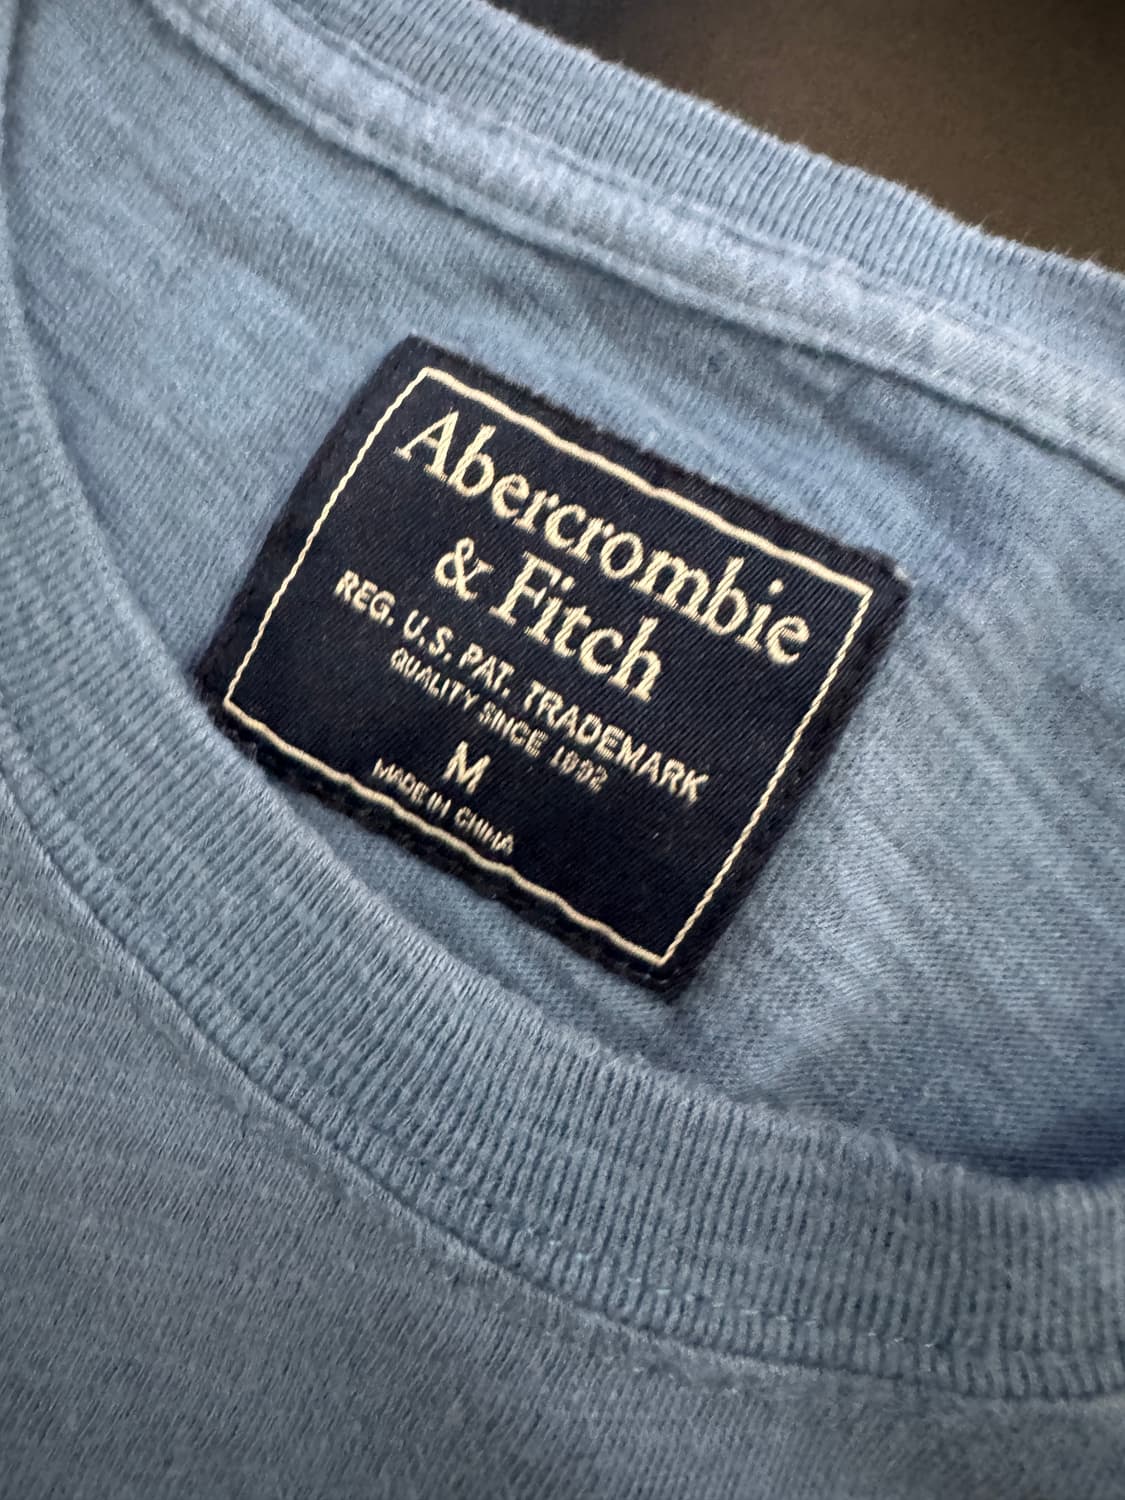 Abercrombie
& Fitch
REG. U.S. PAT. TRADEMARK
QUALITY SINCE 1892
M
MADE IN CHINA